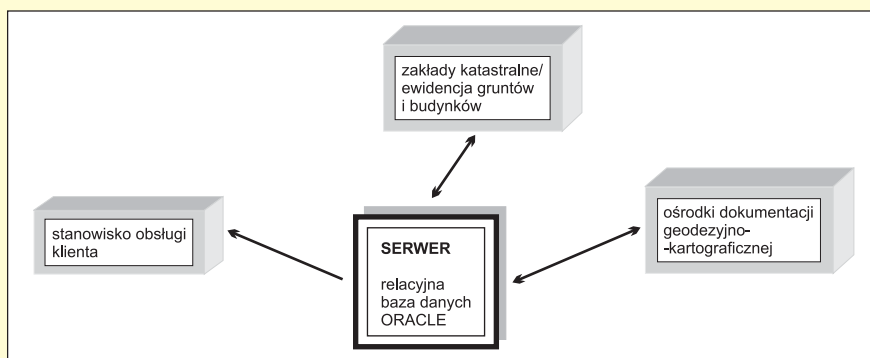 zakłady katastralne/
ewidencja gruntów
i budynków
stanowisko obsługi
klienta
SERWER
relacyjna
baza danych
ORACLE
ośrodki dokumentacji
geodezyjno-
-kartograficznej